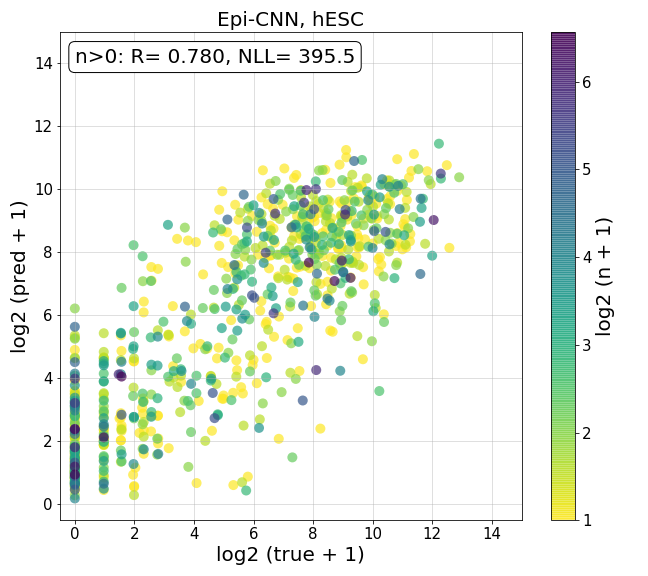 Epi-CNN, hESC
n>0: R= 0.780, NLL= 395.5
14
12
10
8
6
4
2
0
log2 (pred + 1)
0 2 4 6 8 10 12 14
log2 (true + 1)
6
5
4
3
2
1
log2 (n + 1)